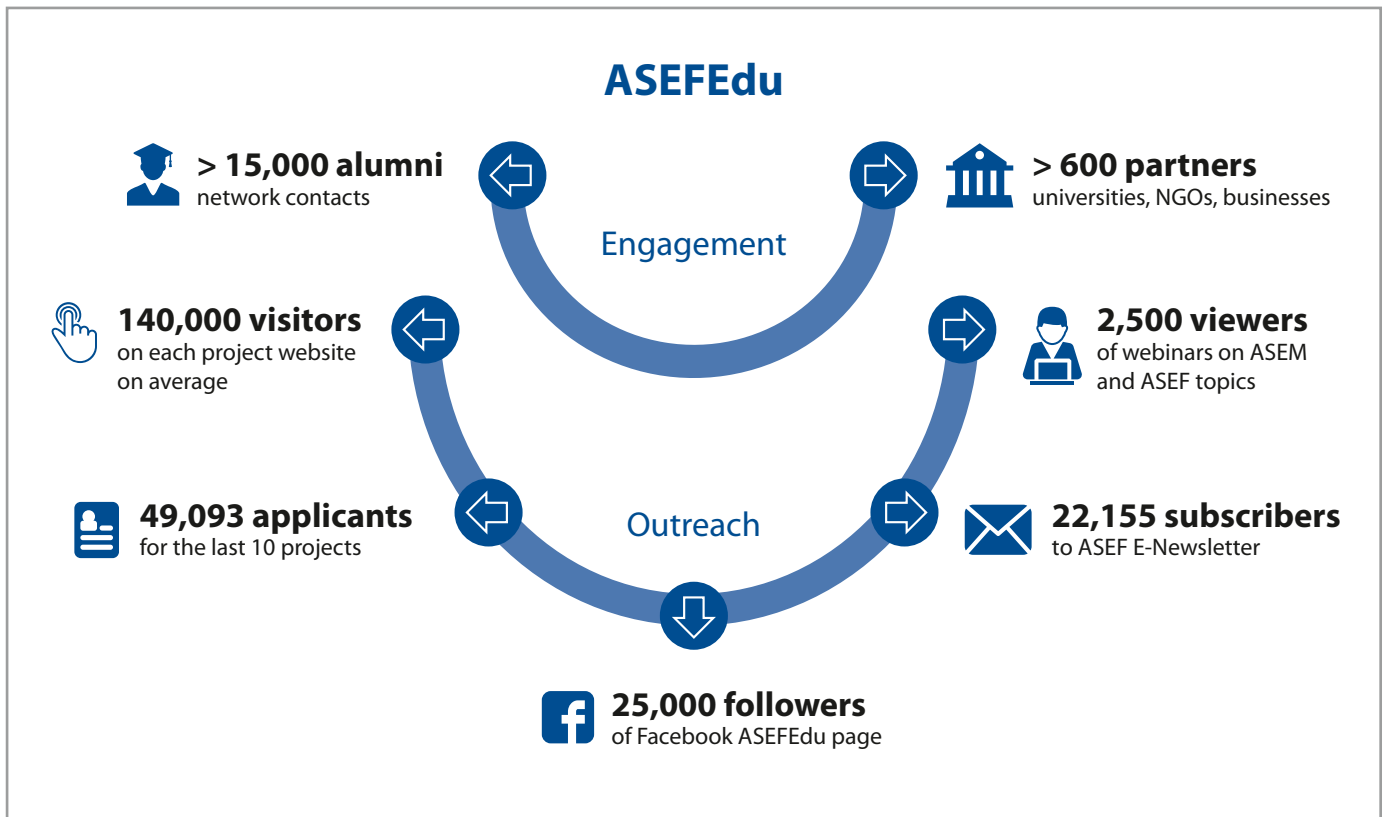 ASEFEdu
> 15,000 alumni
network contacts
> 600 partners
universities, NGOs, businesses
Engagement
140,000 visitors
on each project website
on average
2,500 viewers
of webinars on ASEM
and ASEF topics
49,093 applicants
for the last 10 projects
Outreach
22,155 subscribers
to ASEF E-Newsletter
25,000 followers
of Facebook ASEFEdu page